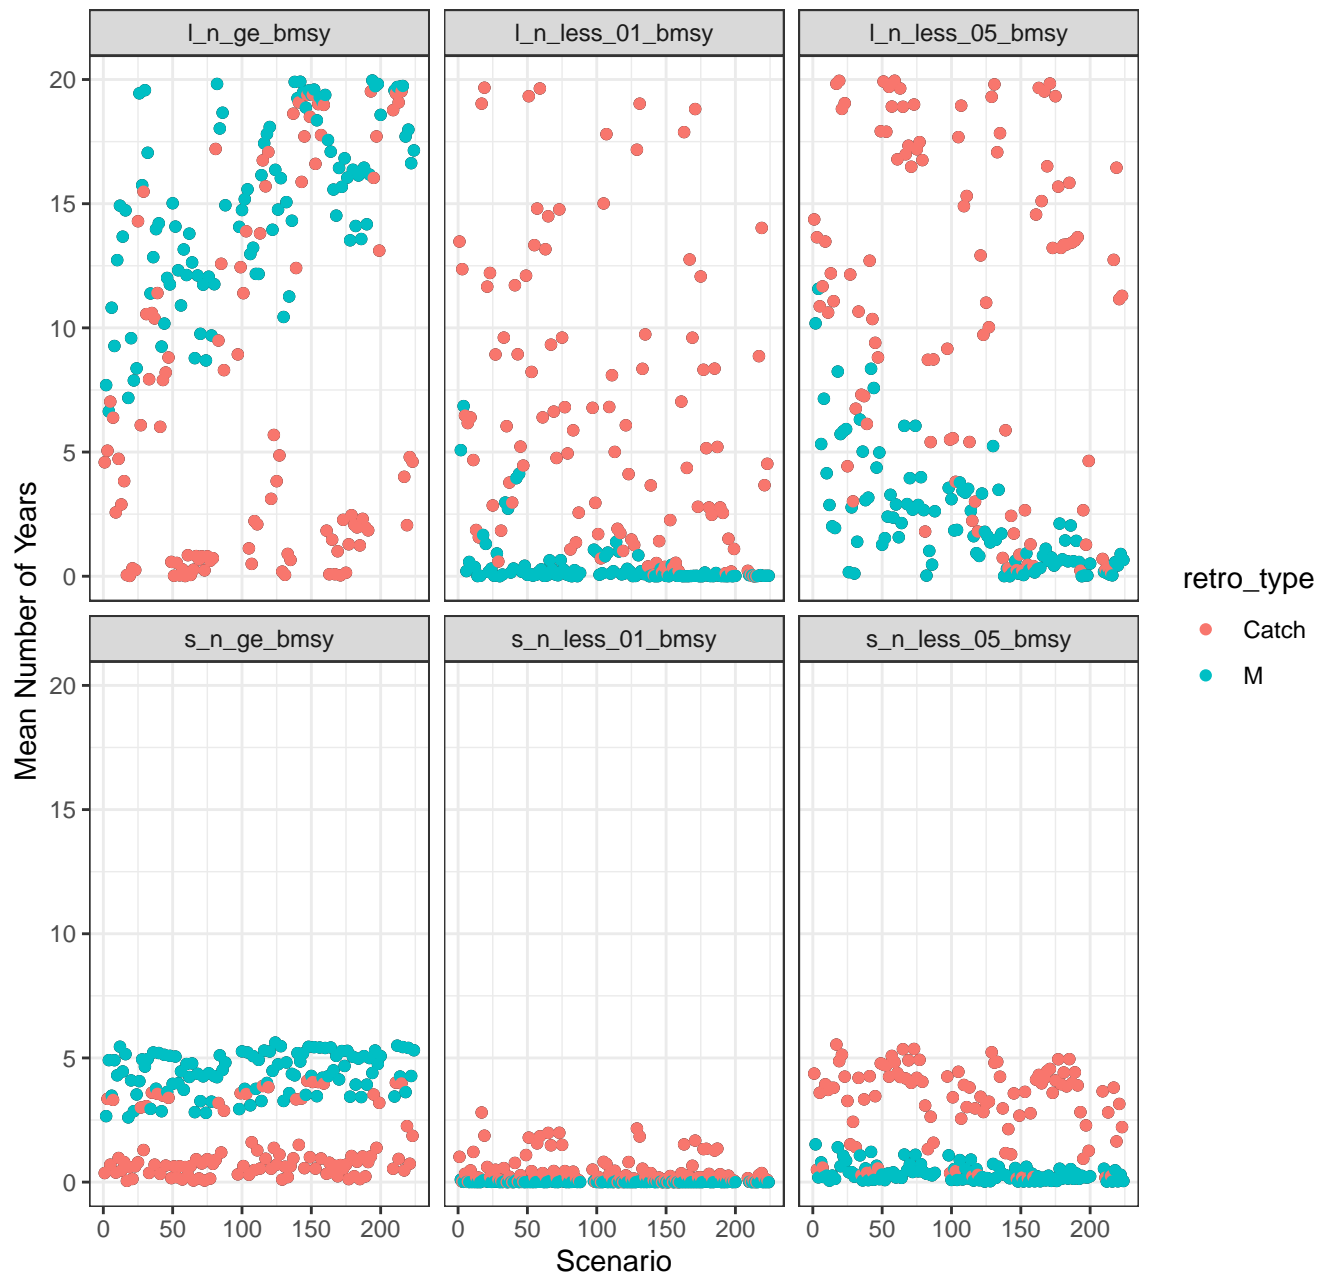 l_n_ge_bmsy
l_n_less_01_bmsy
l_n_less_05_bmsy
20
15
10
5
0
s_n_ge_bmsy
s_n_less_01_bmsy
s_n_less_05_bmsy
20
15
10
5
0
0 50 100 150 200
0 50 100 150 200
0 50 100 150 200
Scenario
Mean Number of Years
retro_type
Catch
M